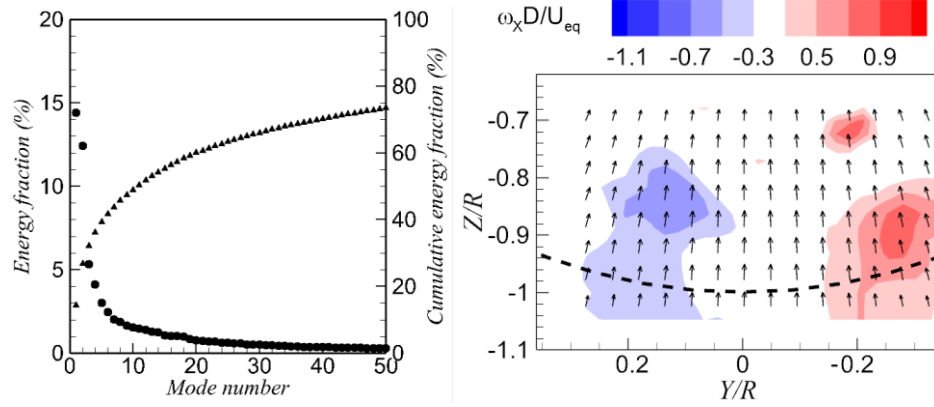 20
15
10
5
0
Energy fraction (%)
100
80
60
40
20
0
Cumulative energy fraction (%)
0 10 20 30 40 50
Mode number
ω_X D/U_eq
-1.1 -0.7 -0.3 0.5 0.9
-0.7
-0.8
-0.9
-1
-1.1
Z/R
0.2 0 -0.2
Y/R